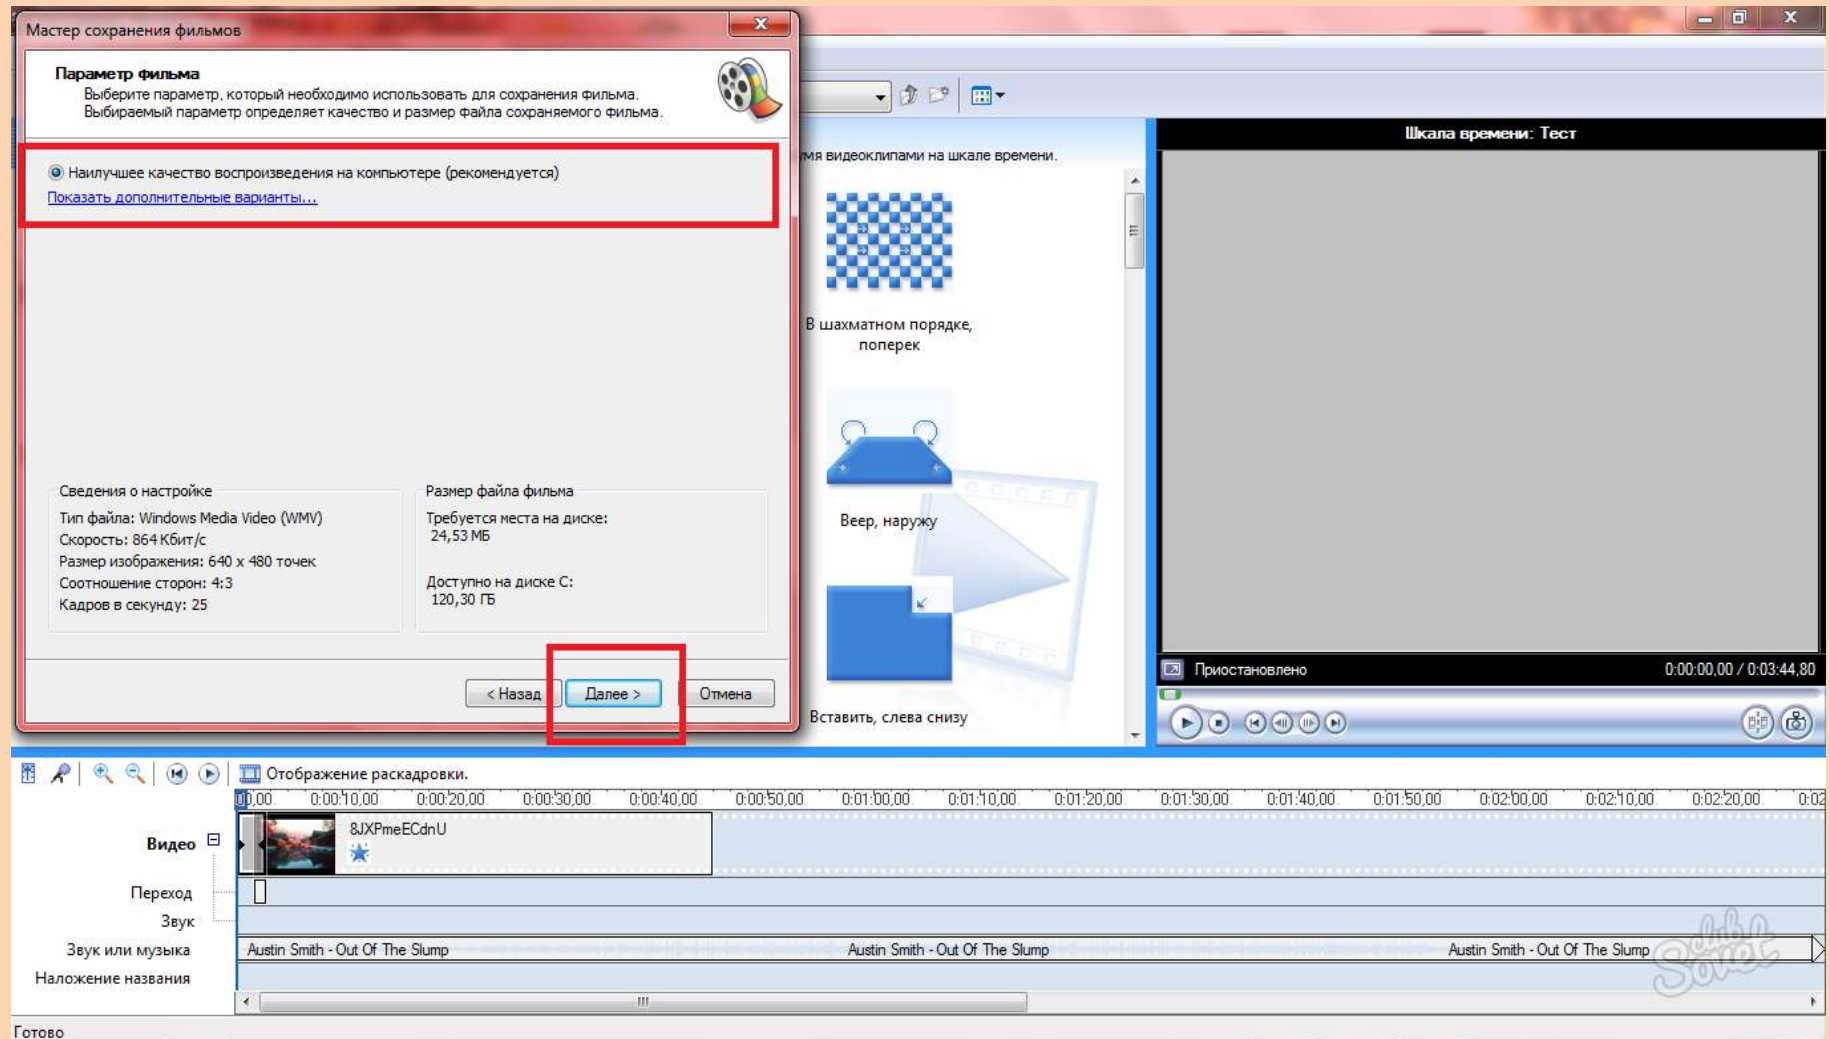 Мастер сохранения фильмов
Параметр фильма
Выберите параметр, который необходимо использовать для сохранения фильма.
Выбираемый параметр определяет качество и размер файла сохраняемого фильма.
Наилучшее качество воспроизведения на компьютере (рекомендуется)
Показать дополнительные варианты...
Сведения о настройке
Тип файла: Windows Media Video (WMV)
Скорость: 864 Кбит/с
Размер изображения: 640 x 480 точек
Соотношение сторон: 4:3
Кадров в секунду: 25
Размер файла фильма
Требуется места на диске:
24,53 МБ
Доступно на диске C:
120,30 ГБ
< Назад
Далее >
Отмена
видеоклипами на шкале времени.
В шахматном порядке,
поперек
Веер, наружу
Вставить, слева снизу
Шкала времени: Тест
Приостановлено
0:00:00,00 / 0:03:44,80
Отображение раскадровки.
0:00:10,00 0:00:20,00 0:00:30,00 0:00:40,00 0:00:50,00 0:01:00,00 0:01:10,00 0:01:20,00 0:01:30,00 0:01:40,00 0:01:50,00 0:02:00,00 0:02:10,00 0:02:20,00
Видео
8JXPmeECdnU
Переход
Звук
Звук или музыка
Austin Smith - Out Of The Slump Austin Smith - Out Of The Slump Austin Smith - Out Of The Slump
Наложение названия
club
Sovet
Готово